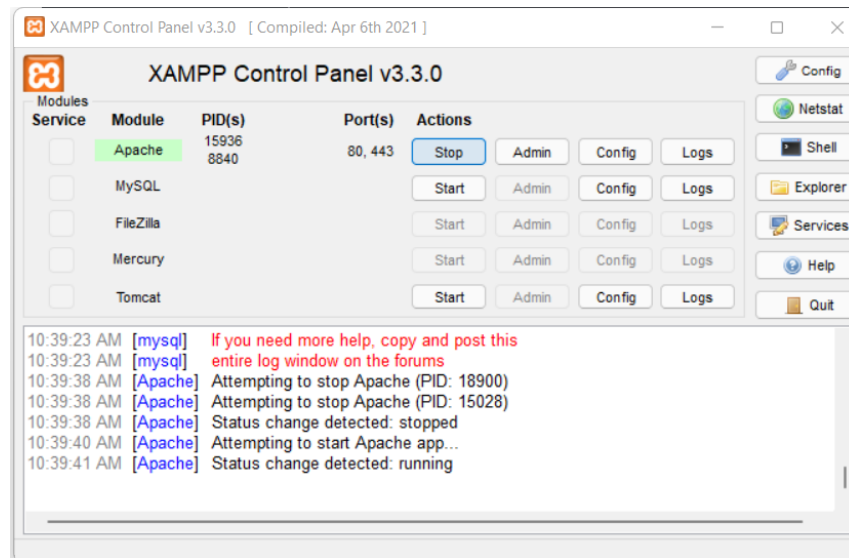 XAMPP Control Panel v3.3.0 [ Compiled: Apr 6th 2021 ]
XAMPP Control Panel v3.3.0
Config
Modules
Service Module PID(s) Port(s) Actions
Netstat
Apache 15936 8840 80, 443 Stop Admin Config Logs
Shell
MySQL Start Admin Config Logs
Explorer
FileZilla Start Admin Config Logs
Services
Mercury Start Admin Config Logs
Help
Tomcat Start Admin Config Logs
Quit
10:39:23 AM [mysql] If you need more help, copy and post this
10:39:23 AM [mysql] entire log window on the forums
10:39:38 AM [Apache] Attempting to stop Apache (PID: 18900)
10:39:38 AM [Apache] Attempting to stop Apache (PID: 15028)
10:39:38 AM [Apache] Status change detected: stopped
10:39:40 AM [Apache] Attempting to start Apache app...
10:39:41 AM [Apache] Status change detected: running